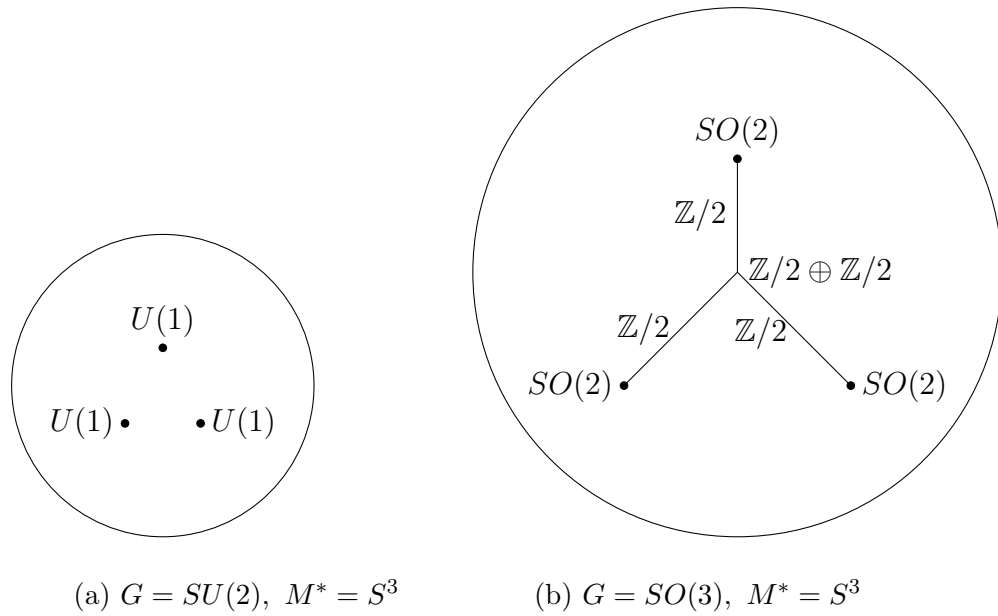 U(1)
U(1) U(1)
(a) G = SU(2), M* = S³
SO(2)
ℤ/2
ℤ/2 ⊕ ℤ/2
ℤ/2 ℤ/2
SO(2) SO(2)
(b) G = SO(3), M* = S³